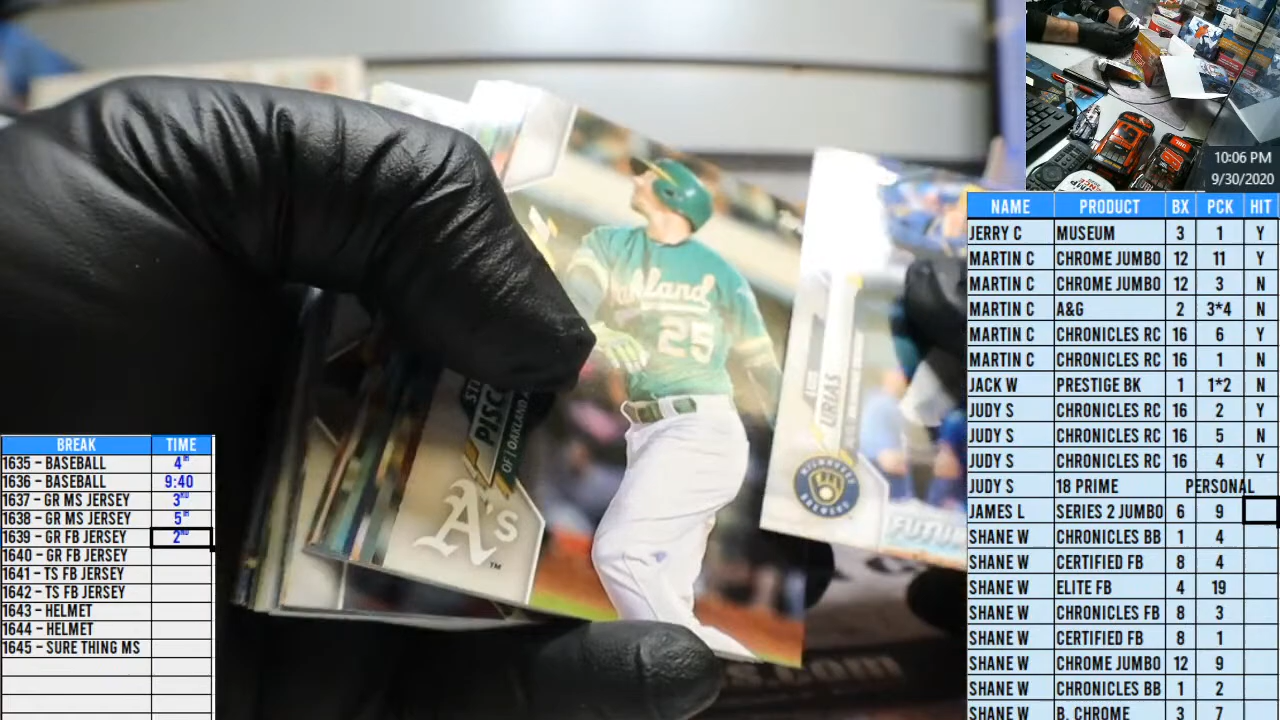 10:06 PM
9/30/2020
NAME PRODUCT BX PCK HIT
JERRY C MUSEUM 3 1 Y
MARTIN C CHROME JUMBO 12 11 Y
MARTIN C CHROME JUMBO 12 3 N
MARTIN C A&G 2 3*4 N
MARTIN C CHRONICLES RC 16 6 Y
MARTIN C CHRONICLES RC 16 1 N
JACK W PRESTIGE BK 1 1*2 N
JUDY S CHRONICLES RC 16 2 Y
JUDY S CHRONICLES RC 16 5 N
JUDY S CHRONICLES RC 16 4 Y
JUDY S 18 PRIME PERSONAL
JAMES L SERIES 2 JUMBO 6 9
SHANE W CHRONICLES BB 1 4
SHANE W CERTIFIED FB 8 4
SHANE W ELITE FB 4 19
SHANE W CHRONICLES FB 8 3
SHANE W CERTIFIED FB 8 1
SHANE W CHROME JUMBO 12 9
SHANE W CHRONICLES BB 1 2
SHANE W B. CHROME 3 7
BREAK TIME
1635 – BASEBALL 4TH
1636 – BASEBALL 9:40
1637 – GR MS JERSEY 3RD
1638 – GR MS JERSEY 5TH
1639 – GR FB JERSEY 2ND
1640 – GR FB JERSEY
1641 – TS FB JERSEY
1642 – TS FB JERSEY
1643 – HELMET
1644 – HELMET
1645 – SURE THING MS
Oakland
25
PISC
OF | OAKLAND A
A's
TM
URIAS
MILWAUKEE
BREWERS
FUTU